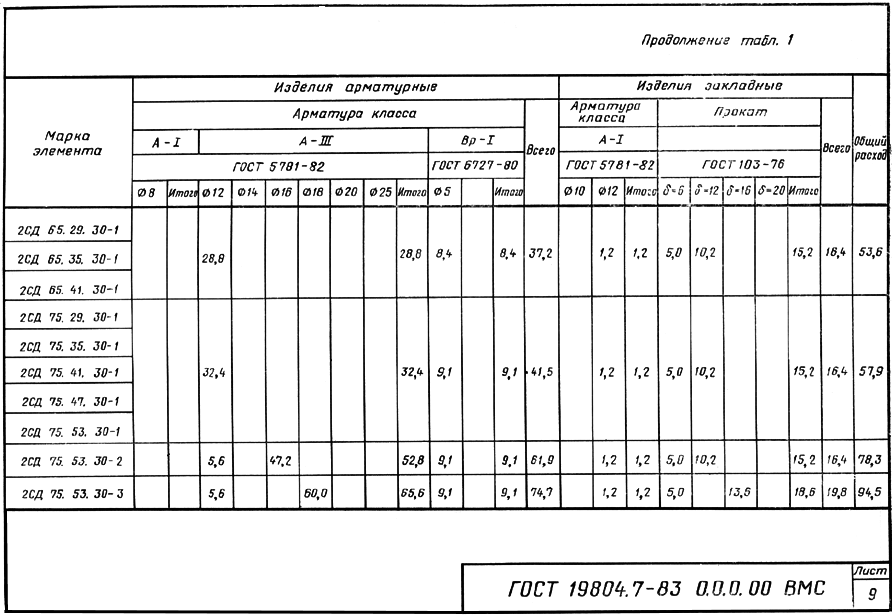 Продолжение табл. 1
Марка элемента
Изделия арматурные
Изделия закладные
Общий расход
Арматура класса
Всего
Арматура класса
Прокат
Всего
А-I
А-III
Вр-I
А-I
ГОСТ 5781-82
ГОСТ 6727-80
ГОСТ 5781-82
ГОСТ 103-76
Ø8 Итого Ø12 Ø14 Ø16 Ø18 Ø20 Ø25 Итого Ø5 Итого Ø10 Ø12 Итого δ=6 δ=12 δ=16 δ=20 Итого
2СД 65.29.30-1
2СД 65.35.30-1 28,8 28,8 8,4 8,4 37,2 1,2 1,2 5,0 10,2 15,2 16,4 53,6
2СД 65.41.30-1
2СД 75.29.30-1
2СД 75.35.30-1
2СД 75.41.30-1 32,4 32,4 9,1 9,1 41,5 1,2 1,2 5,0 10,2 15,2 16,4 57,9
2СД 75.47.30-1
2СД 75.53.30-1
2СД 75.53.30-2 5,6 47,2 52,8 9,1 9,1 61,9 1,2 1,2 5,0 10,2 15,2 16,4 78,3
2СД 75.53.30-3 5,6 60,0 65,6 9,1 9,1 74,7 1,2 1,2 5,0 13,6 18,6 19,8 94,5
ГОСТ 19804.7-83 0.0.0.00 ВМС
Лист
9